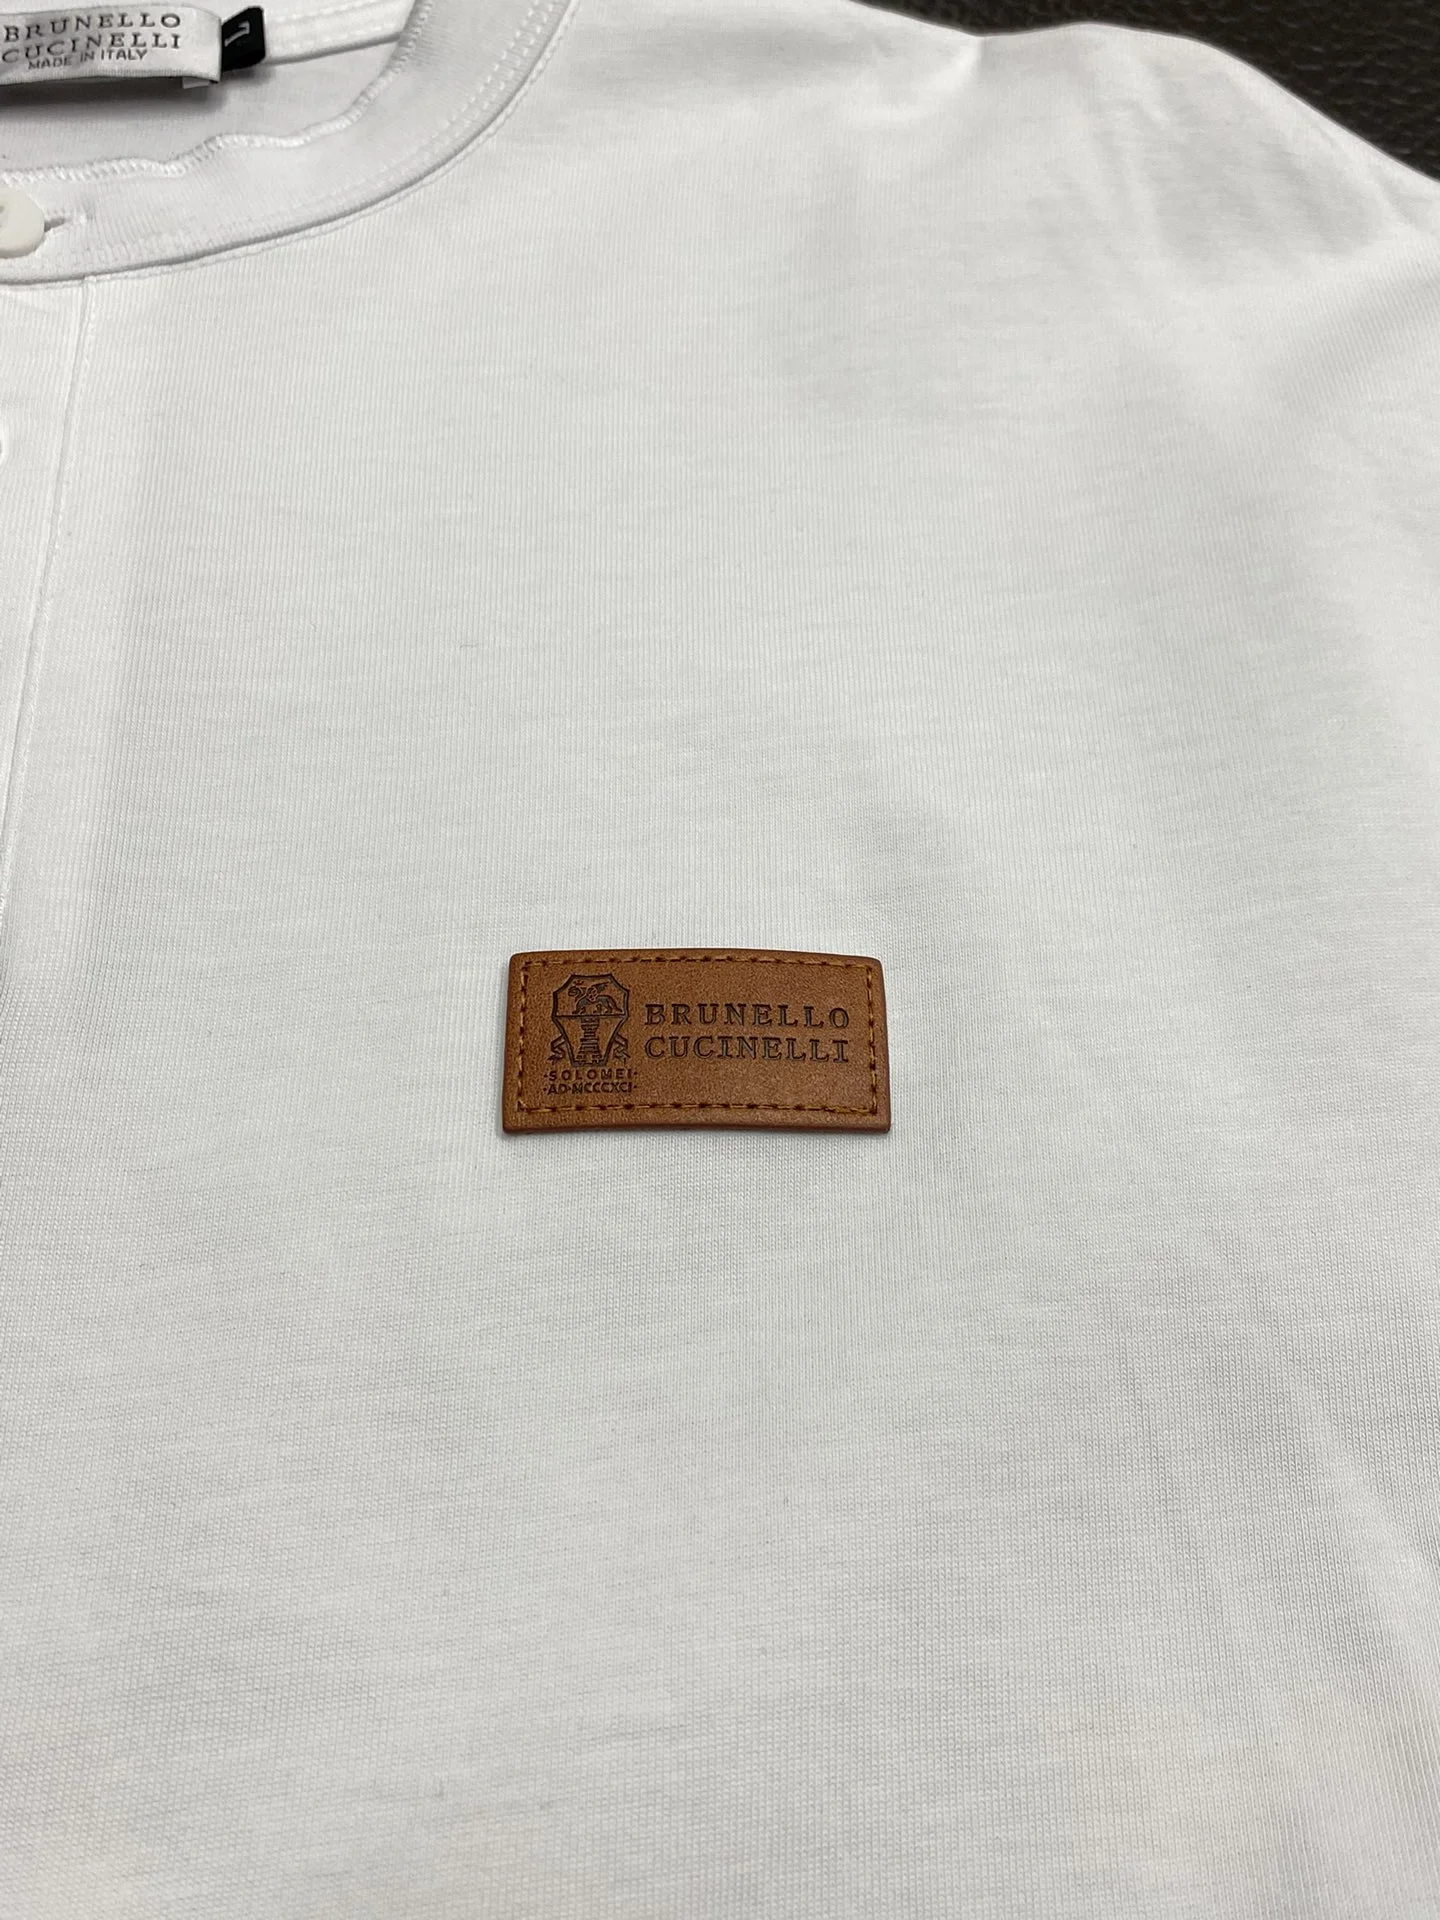 BRUNELLO
CUCINELLI
MADE IN ITALY
L
BRUNELLO
CUCINELLI
·SOLOMEI·
·AD·MCCCXCI·